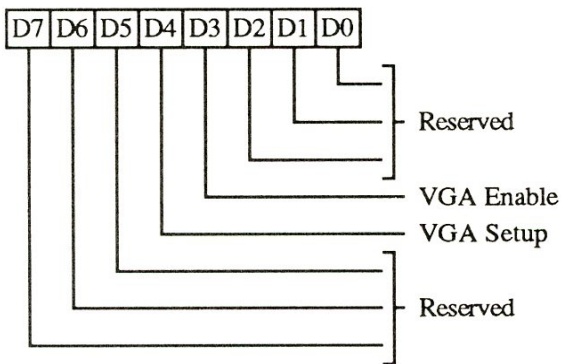 D7 D6 D5 D4 D3 D2 D1 D0
Reserved
VGA Enable
VGA Setup
Reserved